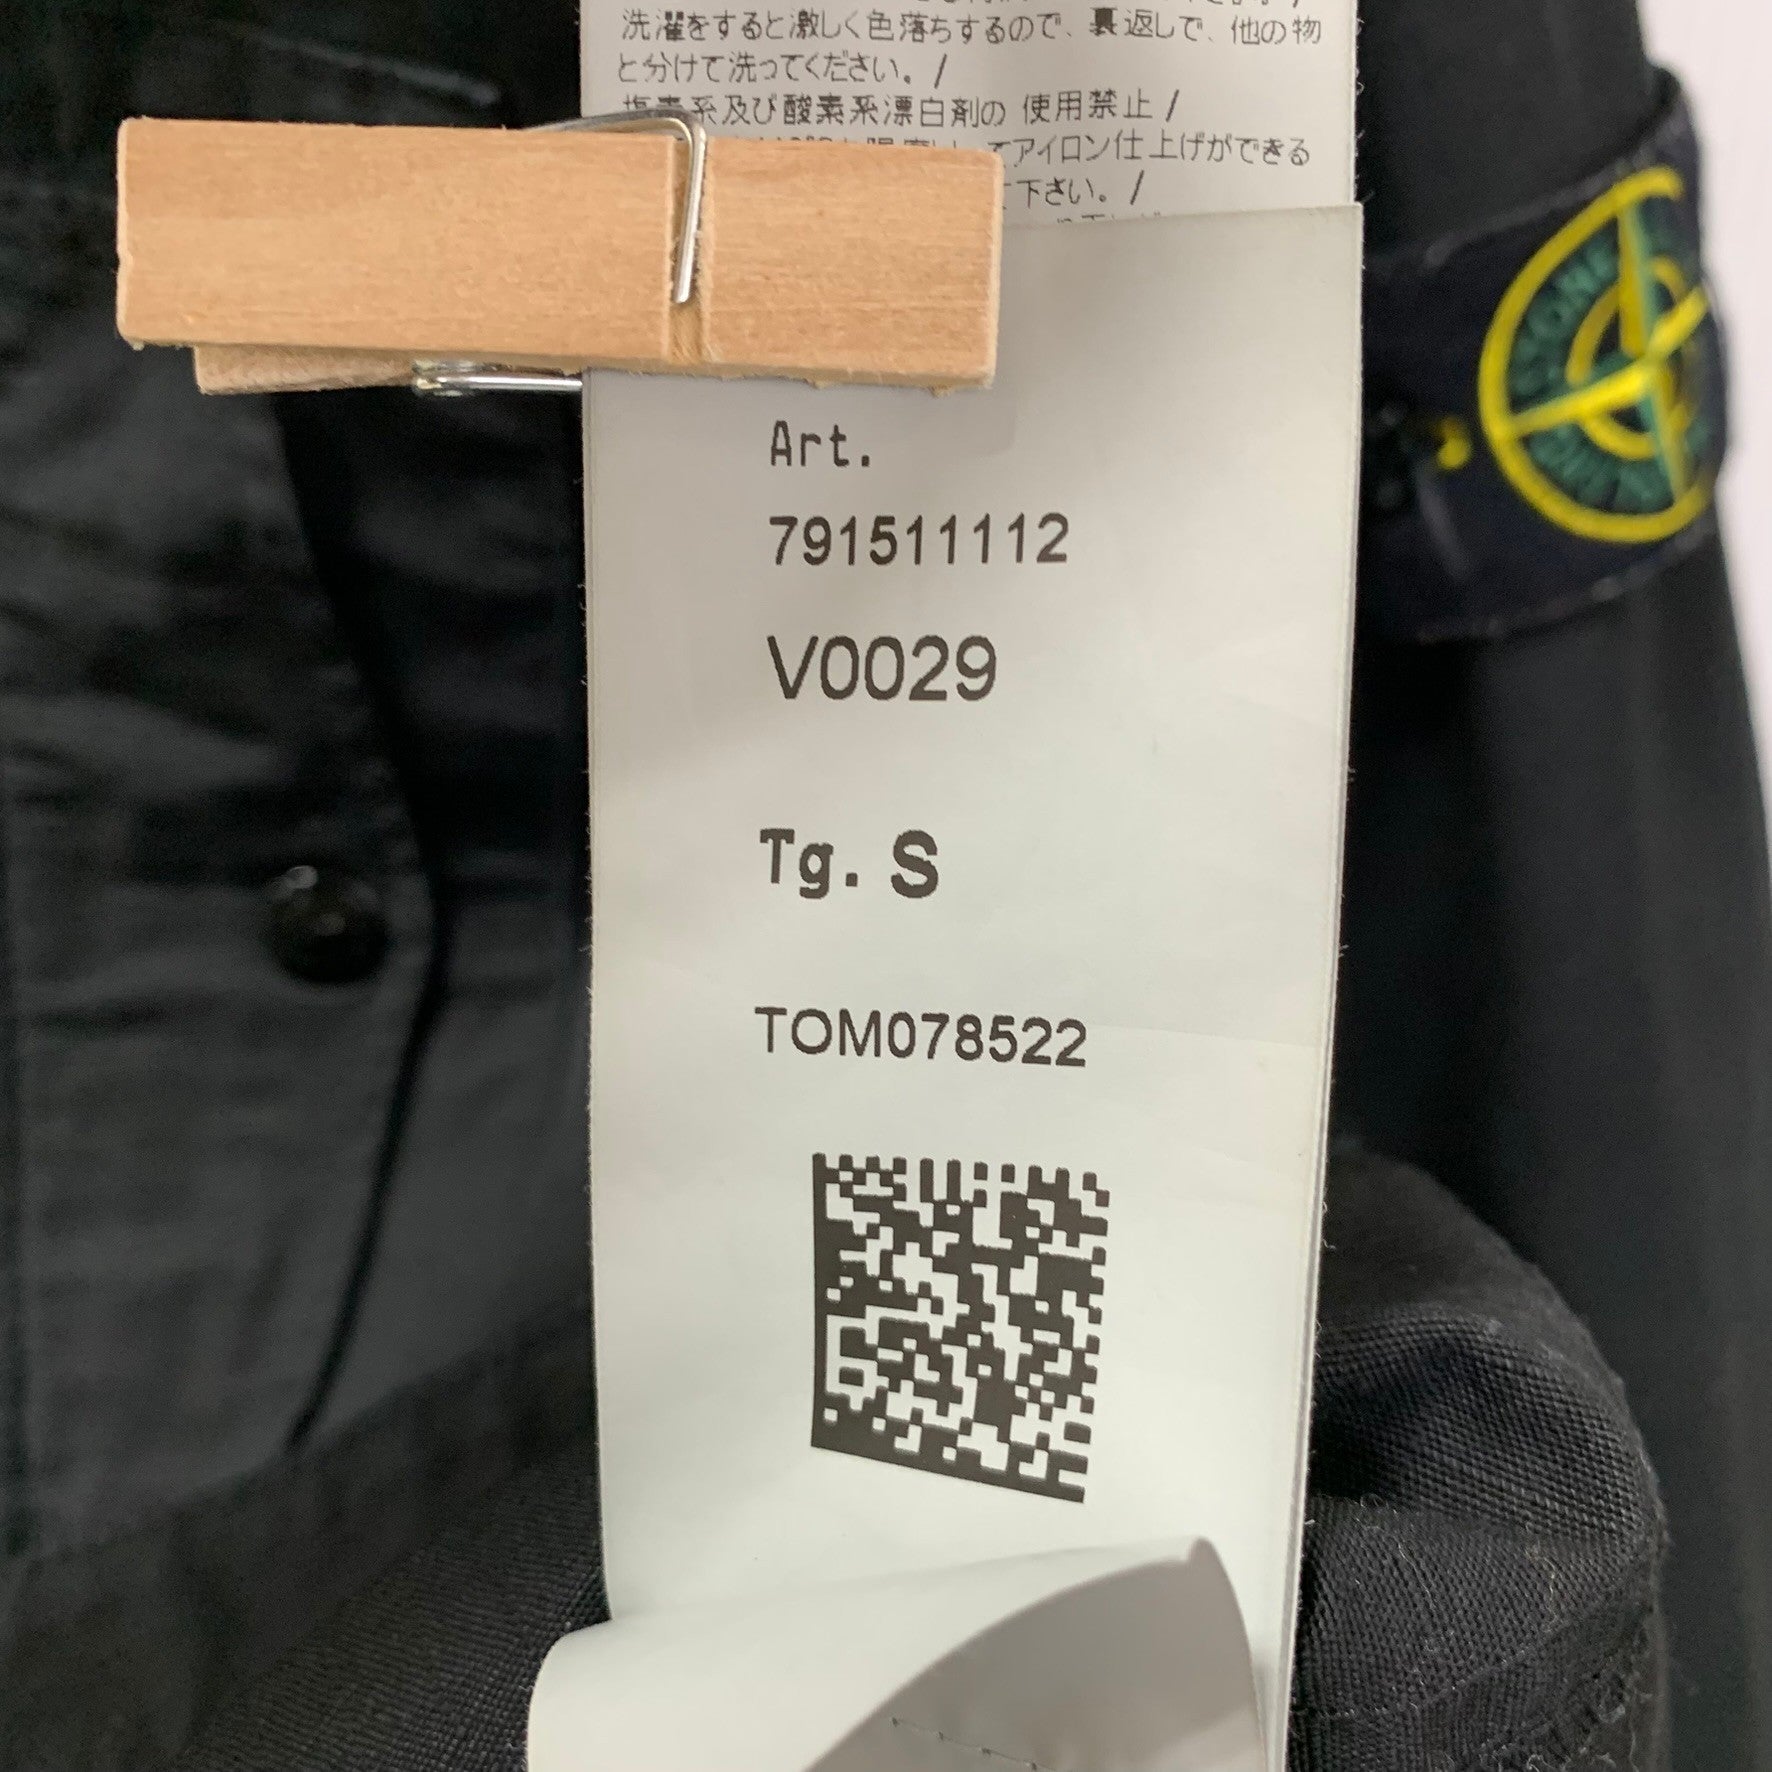 洗濯をすると激しく色落ちするので、裏返しで、他の物
と分けて洗ってください。/
塩素系及び酸素系漂白剤の 使用禁止 /
アイロン仕上げができる
下さい。/
Art.
791511112
V0029
Tg. S
TOM078522
STONE